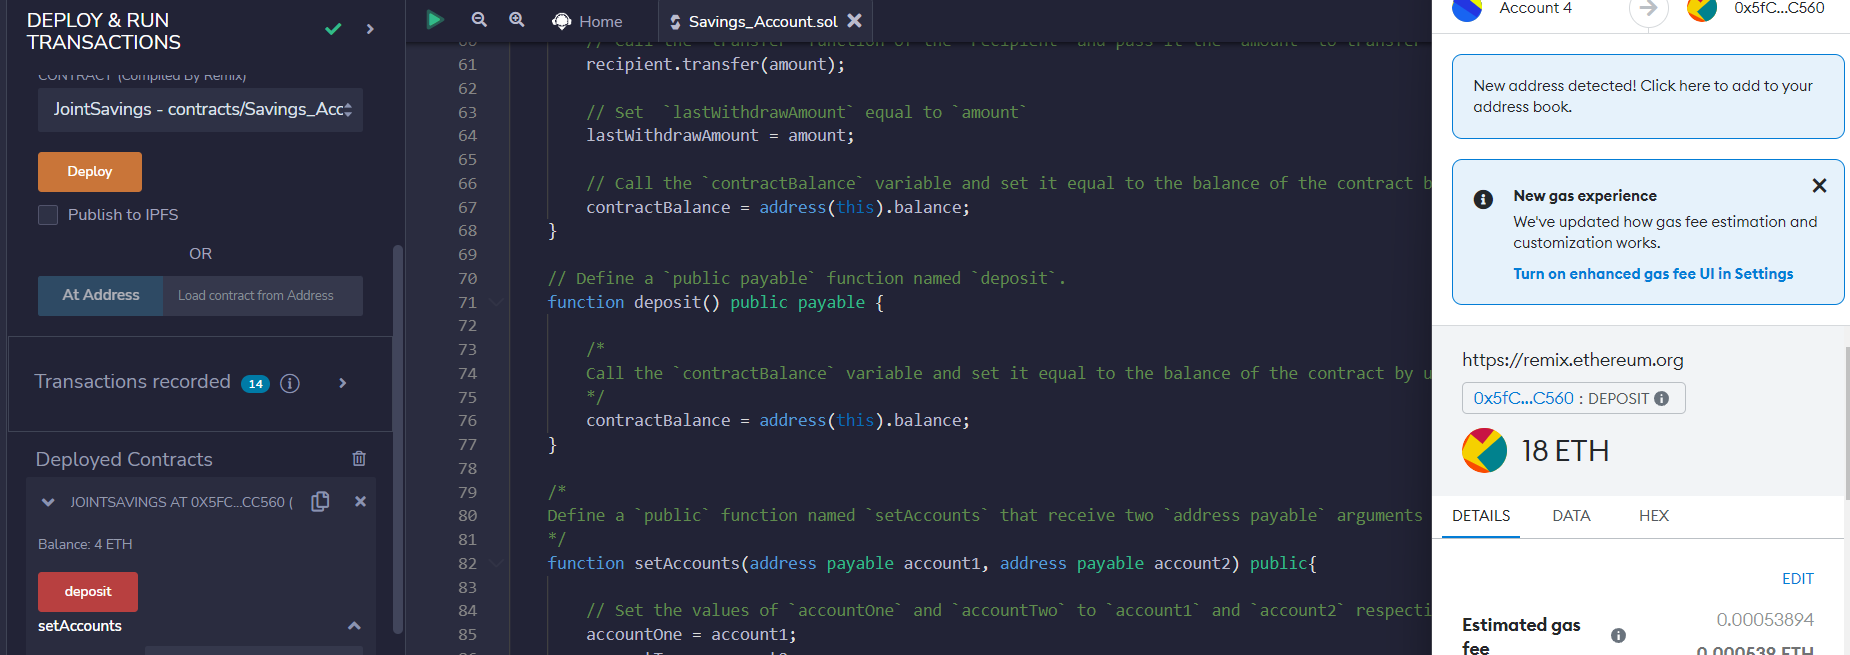 DEPLOY & RUN
TRANSACTIONS
CONTRACT (Compiled By Remix)
JointSavings - contracts/Savings_Acc
Deploy
Publish to IPFS
OR
At Address
Load contract from Address
Transactions recorded 14
Deployed Contracts
JOINTSAVINGS AT 0X5FC...CC560 (
Balance: 4 ETH
deposit
setAccounts
Home
Savings_Account.sol
60 // Call the `transfer` function of the `recipient` and pass it the `amount` to transfer
61 recipient.transfer(amount);
62
63 // Set  `lastWithdrawAmount` equal to `amount`
64 lastWithdrawAmount = amount;
65
66 // Call the `contractBalance` variable and set it equal to the balance of the contract b
67 contractBalance = address(this).balance;
68 }
69
70 // Define a `public payable` function named `deposit`.
71 function deposit() public payable {
72
73 /*
74 Call the `contractBalance` variable and set it equal to the balance of the contract by u
75 */
76 contractBalance = address(this).balance;
77 }
78
79 /*
80 Define a `public` function named `setAccounts` that receive two `address payable` arguments
81 */
82 function setAccounts(address payable account1, address payable account2) public{
83
84 // Set the values of `accountOne` and `accountTwo` to `account1` and `account2` respecti
85 accountOne = account1;
Account 4
0x5fC...C560
New address detected! Click here to add to your
address book.
New gas experience
We've updated how gas fee estimation and
customization works.
Turn on enhanced gas fee UI in Settings
https://remix.ethereum.org
0x5fC...C560 : DEPOSIT
18 ETH
DETAILS
DATA
HEX
EDIT
Estimated gas
fee
0.00053894
0.000539 ETH